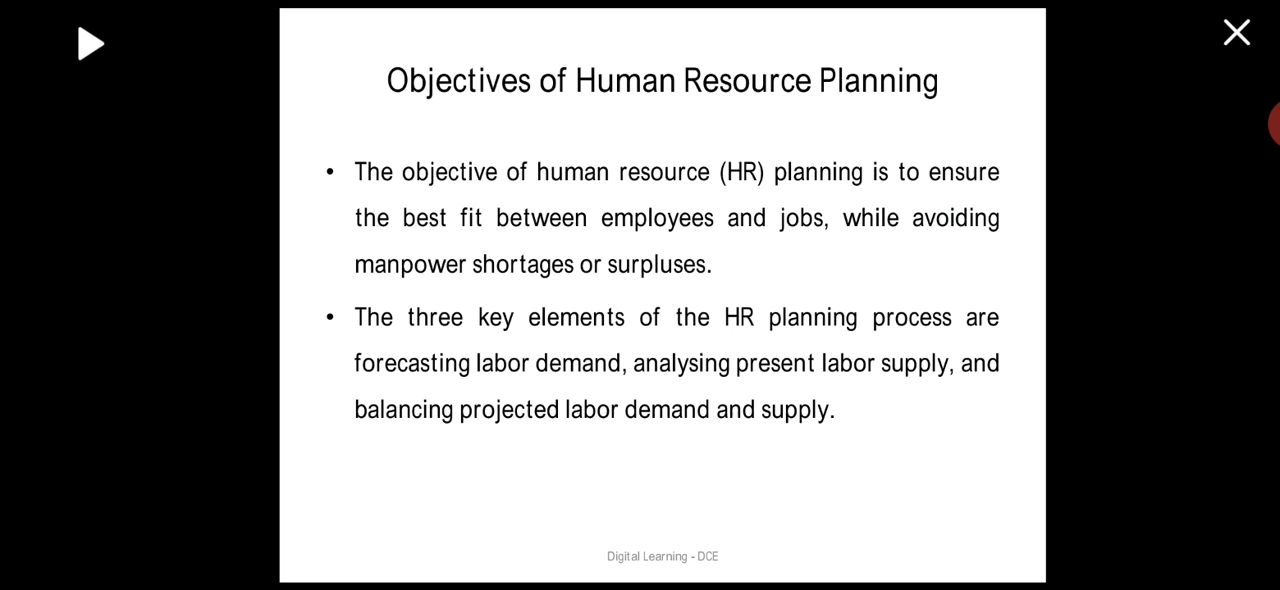 Objectives of Human Resource Planning
• The objective of human resource (HR) planning is to ensure
the best fit between employees and jobs, while avoiding
manpower shortages or surpluses.
• The three key elements of the HR planning process are
forecasting labor demand, analysing present labor supply, and
balancing projected labor demand and supply.
Digital Learning - DCE